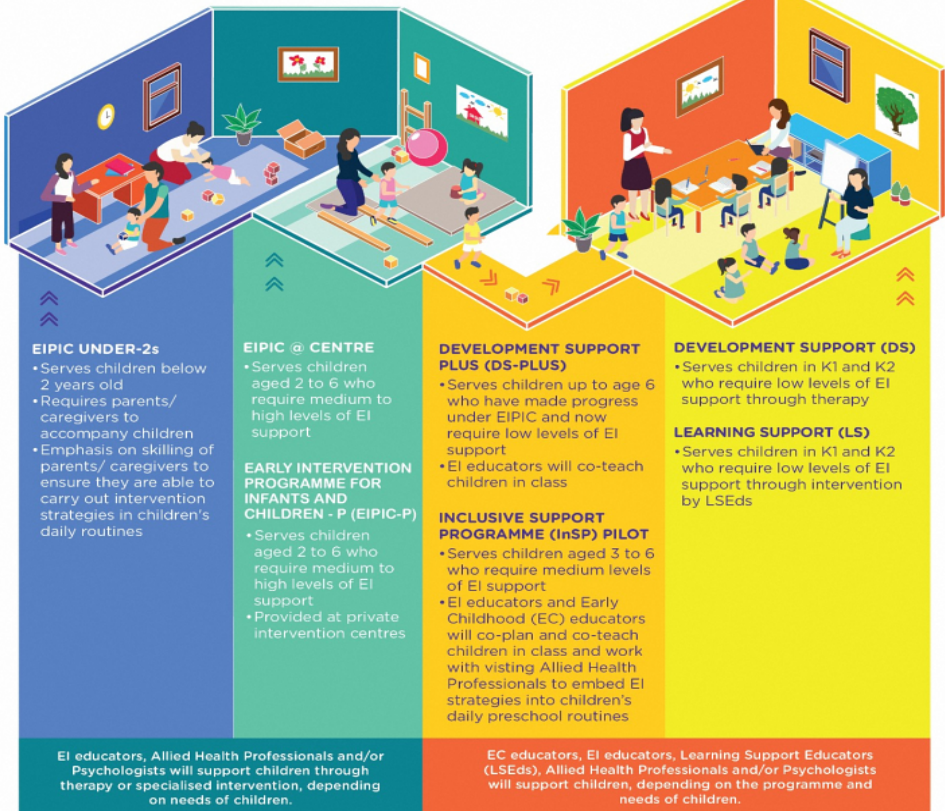 EIPIC UNDER-2s
•Serves children below
2 years old
•Requires parents/
caregivers to
accompany children
•Emphasis on skilling of
parents/ caregivers to
ensure they are able to
carry out intervention
strategies in children's
daily routines
EIPIC @ CENTRE
•Serves children
aged 2 to 6 who
require medium to
high levels of EI
support
EARLY INTERVENTION
PROGRAMME FOR
INFANTS AND
CHILDREN - P (EIPIC-P)
•Serves children
aged 2 to 6 who
require medium to
high levels of EI
support
•Provided at private
intervention centres
DEVELOPMENT SUPPORT
PLUS (DS-PLUS)
•Serves children up to age 6
who have made progress
under EIPIC and now
require low levels of EI
support
•EI educators will co-teach
children in class
INCLUSIVE SUPPORT
PROGRAMME (InSP) PILOT
•Serves children aged 3 to 6
who require medium levels
of EI support
•EI educators and Early
Childhood (EC) educators
will co-plan and co-teach
children in class and work
with visting Allied Health
Professionals to embed EI
strategies into children's
daily preschool routines
DEVELOPMENT SUPPORT (DS)
•Serves children in K1 and K2
who require low levels of EI
support through therapy
LEARNING SUPPORT (LS)
•Serves children in K1 and K2
who require low levels of EI
support through intervention
by LSEds
EI educators, Allied Health Professionals and/or
Psychologists will support children through
therapy or specialised intervention, depending
on needs of children.
EC educators, EI educators, Learning Support Educators
(LSEds), Allied Health Professionals and/or Psychologists
will support children, depending on the programme and
needs of children.